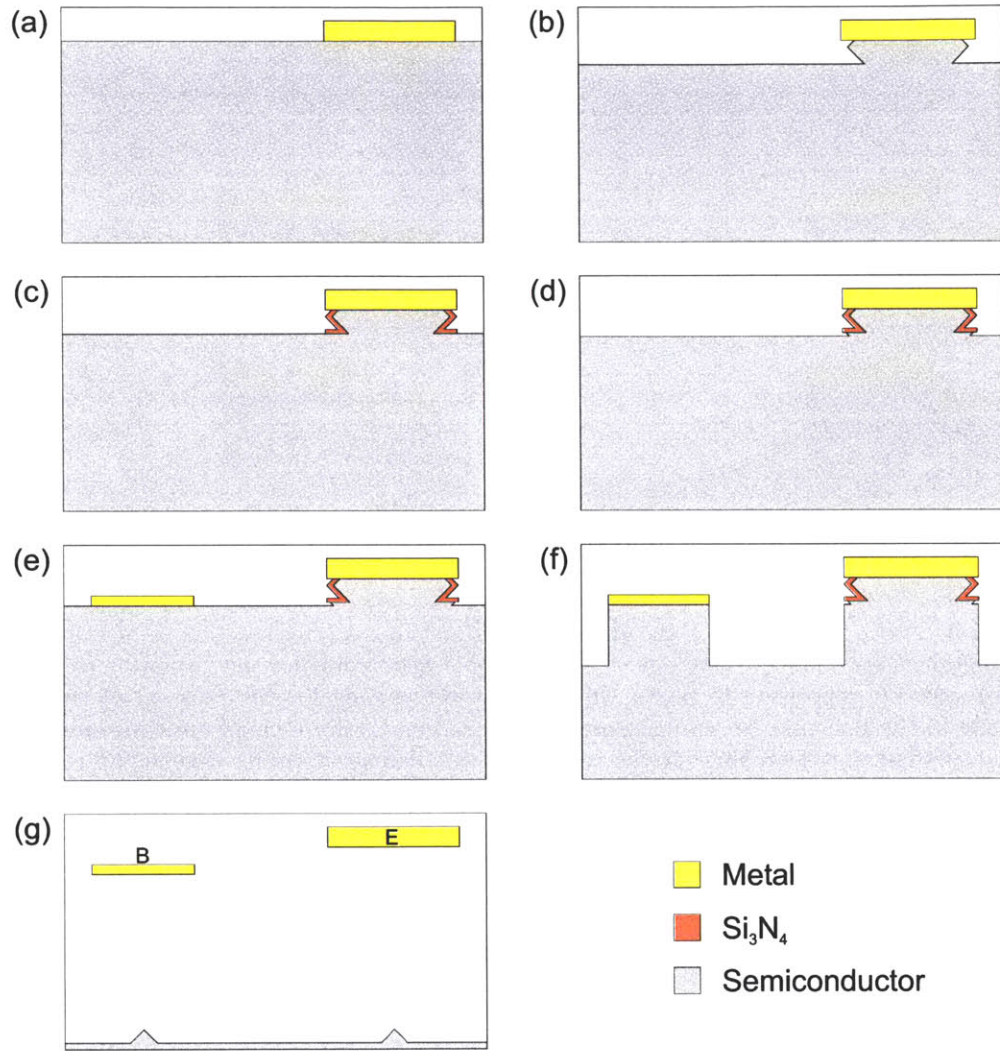 (a)
(b)
(c)
(d)
(e)
(f)
(g)
B
E
Metal
Si₃N₄
Semiconductor